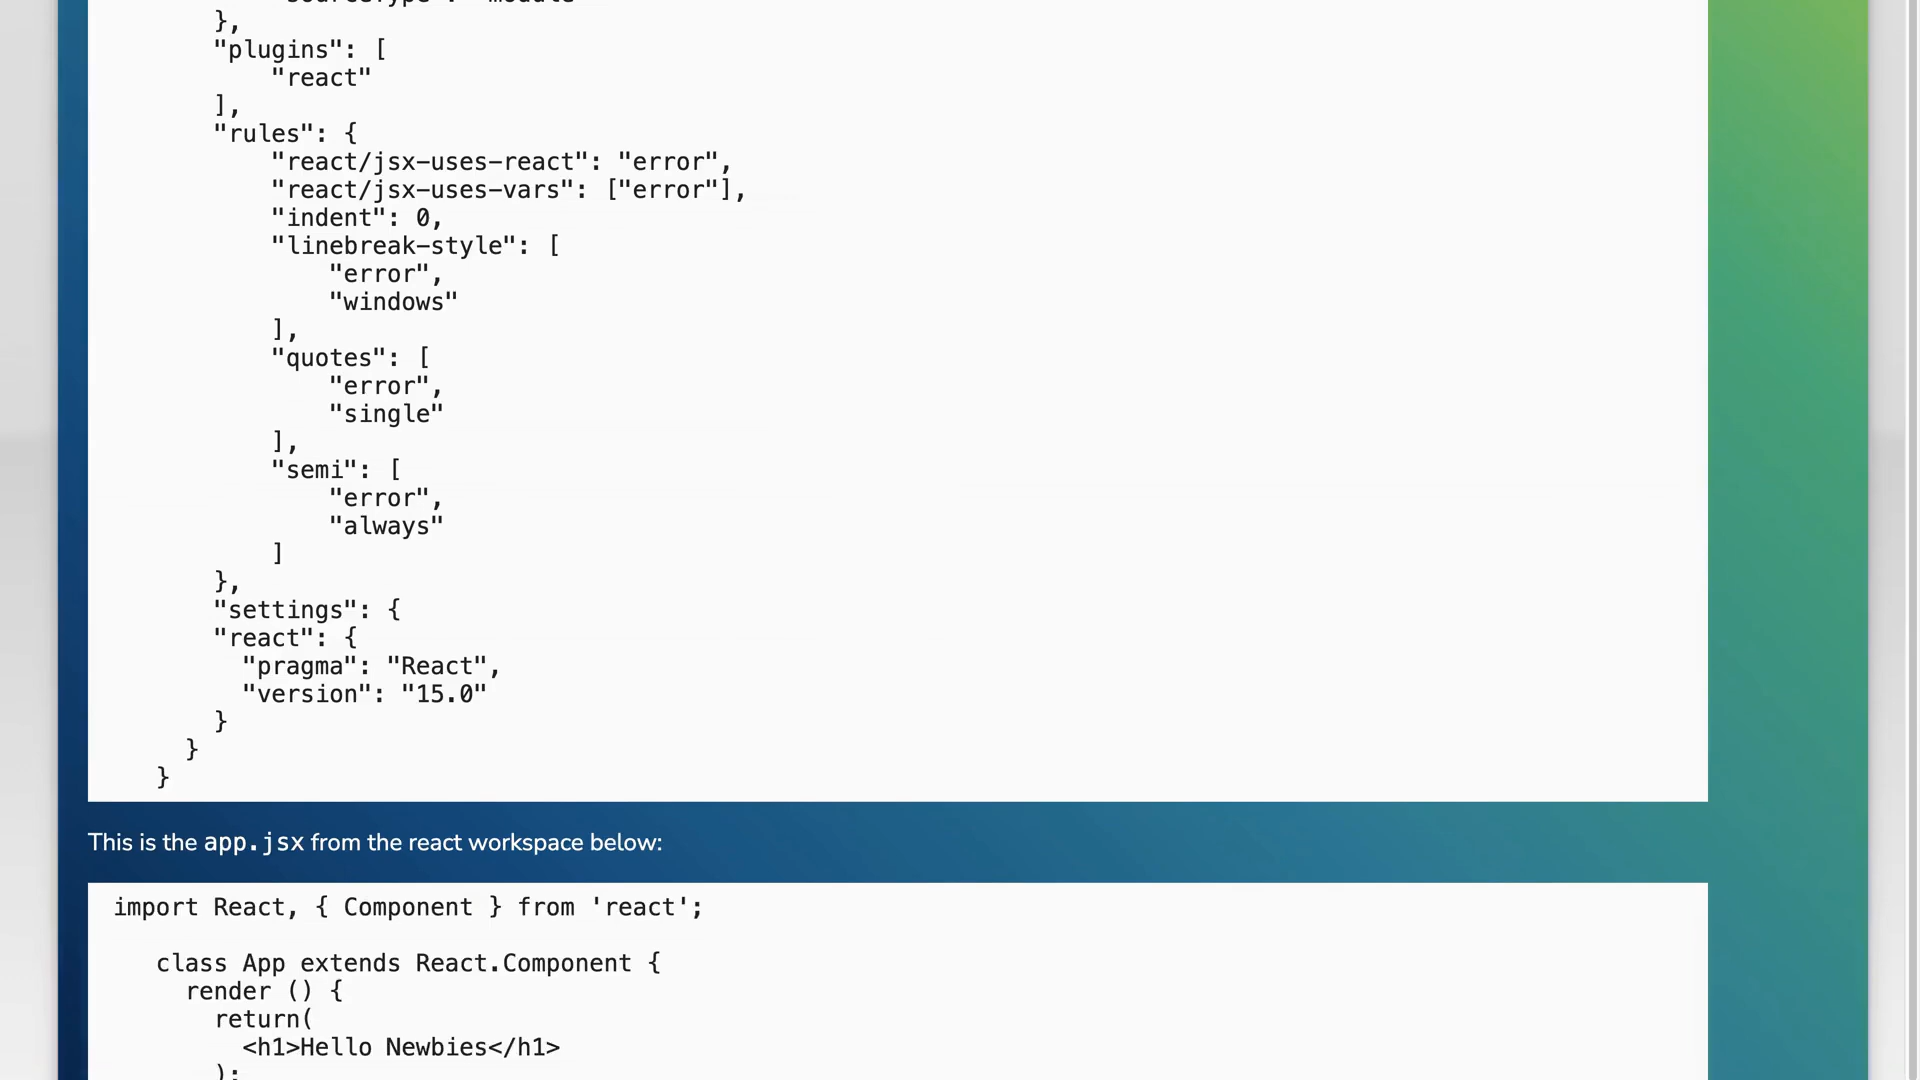 "sourceType": "module"
},
"plugins": [
"react"
],
"rules": {
"react/jsx-uses-react": "error",
"react/jsx-uses-vars": ["error"],
"indent": 0,
"linebreak-style": [
"error",
"windows"
],
"quotes": [
"error",
"single"
],
"semi": [
"error",
"always"
]
},
"settings": {
"react": {
"pragma": "React",
"version": "15.0"
}
}
}
This is the app.jsx from the react workspace below:
import React, { Component } from 'react';
class App extends React.Component {
render () {
return(
<h1>Hello Newbies</h1>
);